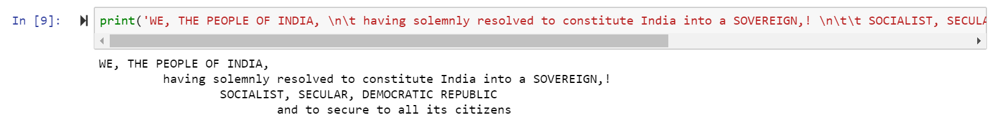 In [9]: print('WE, THE PEOPLE OF INDIA, \n\t having solemnly resolved to constitute India into a SOVEREIGN,! \n\t\t SOCIALIST, SECULA
WE, THE PEOPLE OF INDIA,
having solemnly resolved to constitute India into a SOVEREIGN,!
SOCIALIST, SECULAR, DEMOCRATIC REPUBLIC
and to secure to all its citizens